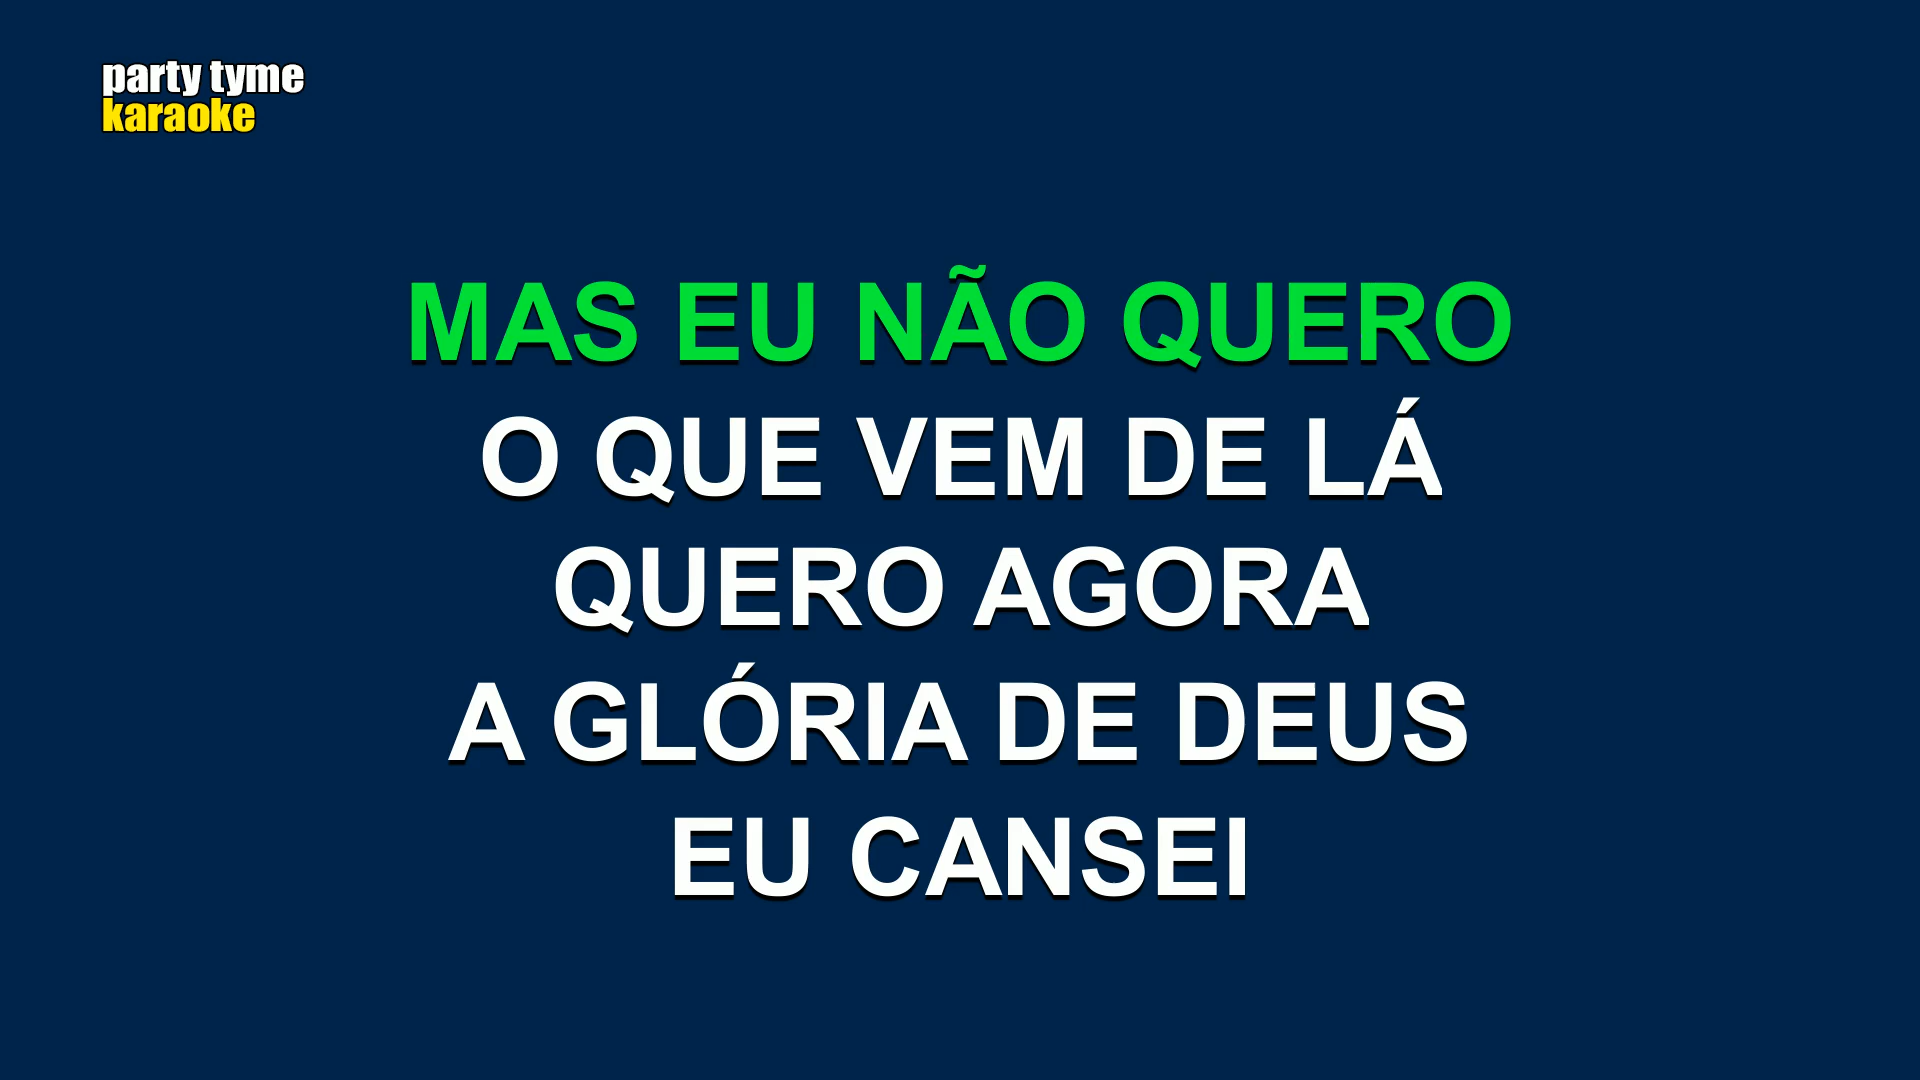 party tyme
karaoke
MAS EU NÃO QUERO
O QUE VEM DE LÁ
QUERO AGORA
A GLÓRIA DE DEUS
EU CANSEI